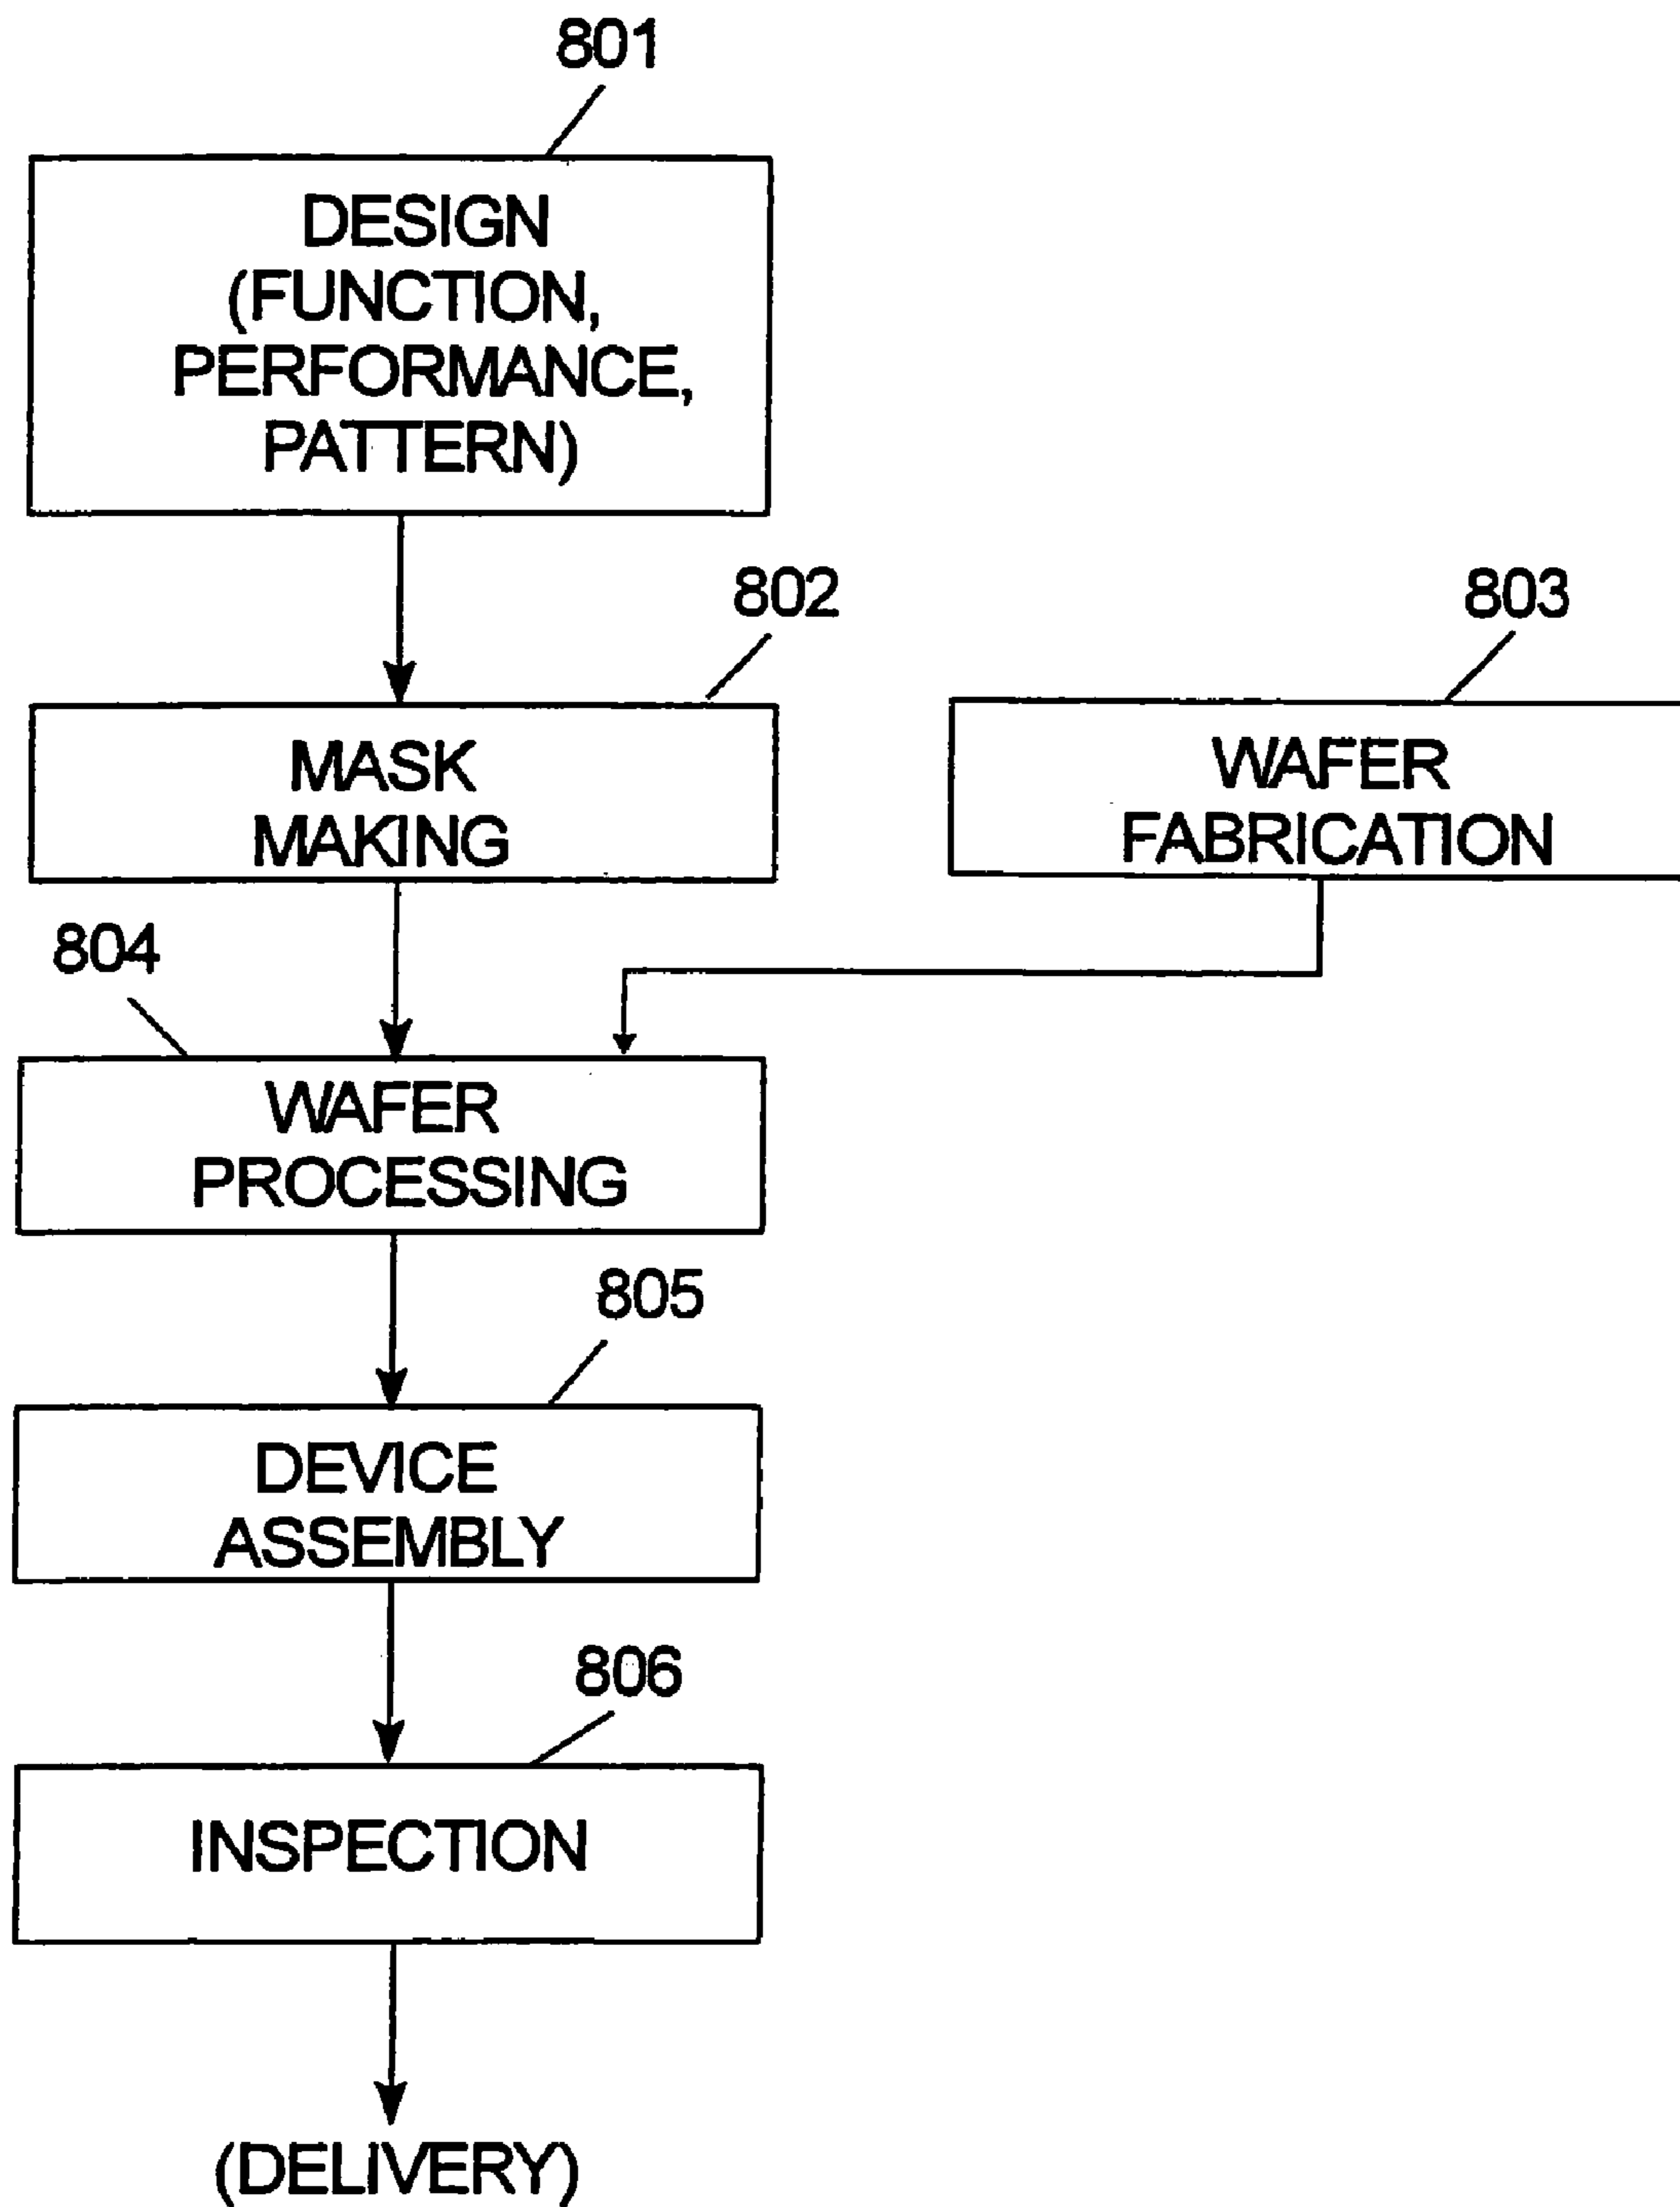 801
DESIGN
(FUNCTION,
PERFORMANCE,
PATTERN)
802
MASK
MAKING
803
WAFER
FABRICATION
804
WAFER
PROCESSING
805
DEVICE
ASSEMBLY
806
INSPECTION
(DELIVERY)